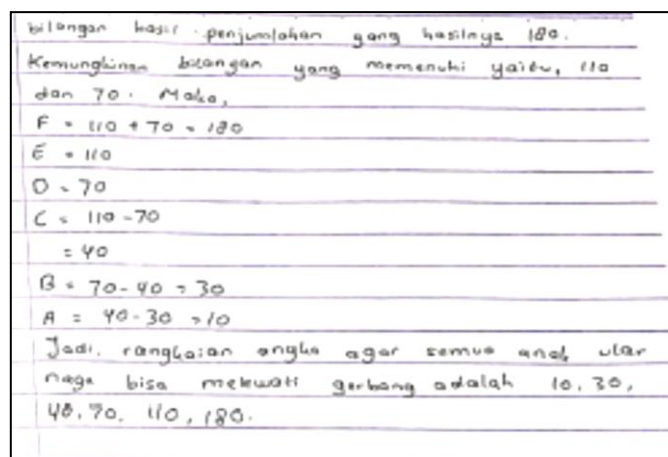 bilangan hasil penjumlahan yang hasilnya 180.
Kemungkinan bilangan yang memenuhi yaitu, 110
dan 70. Maka,
F = 110 + 70 = 180
E = 110
D = 70
C = 110 - 70
= 40
B = 70 - 40 = 30
A = 40 - 30 = 10
Jadi, rangkaian angka agar semua anak ular
naga bisa melewati gerbang adalah 10, 30,
40, 70, 110, 180.